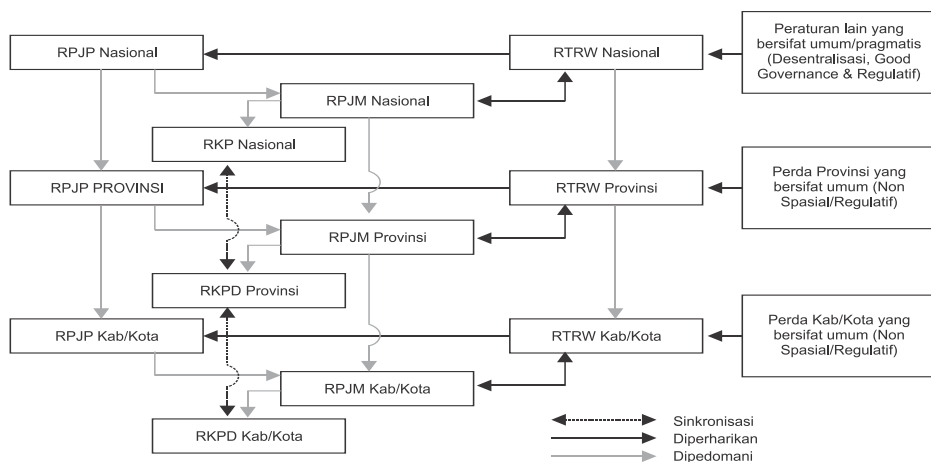 RPJP Nasional
RTRW Nasional
Peraturan lain yang
bersifat umum/pragmatis
(Desentralisasi, Good
Governance & Regulatif)
RPJM Nasional
RKP Nasional
RPJP PROVINSI
RTRW Provinsi
Perda Provinsi yang
bersifat umum (Non
Spasial/Regulatif)
RPJM Provinsi
RKPD Provinsi
RPJP Kab/Kota
RTRW Kab/Kota
Perda Kab/Kota yang
bersifat umum (Non
Spasial/Regulatif)
RPJM Kab/Kota
RKPD Kab/Kota
Sinkronisasi
Diperharikan
Dipedomani